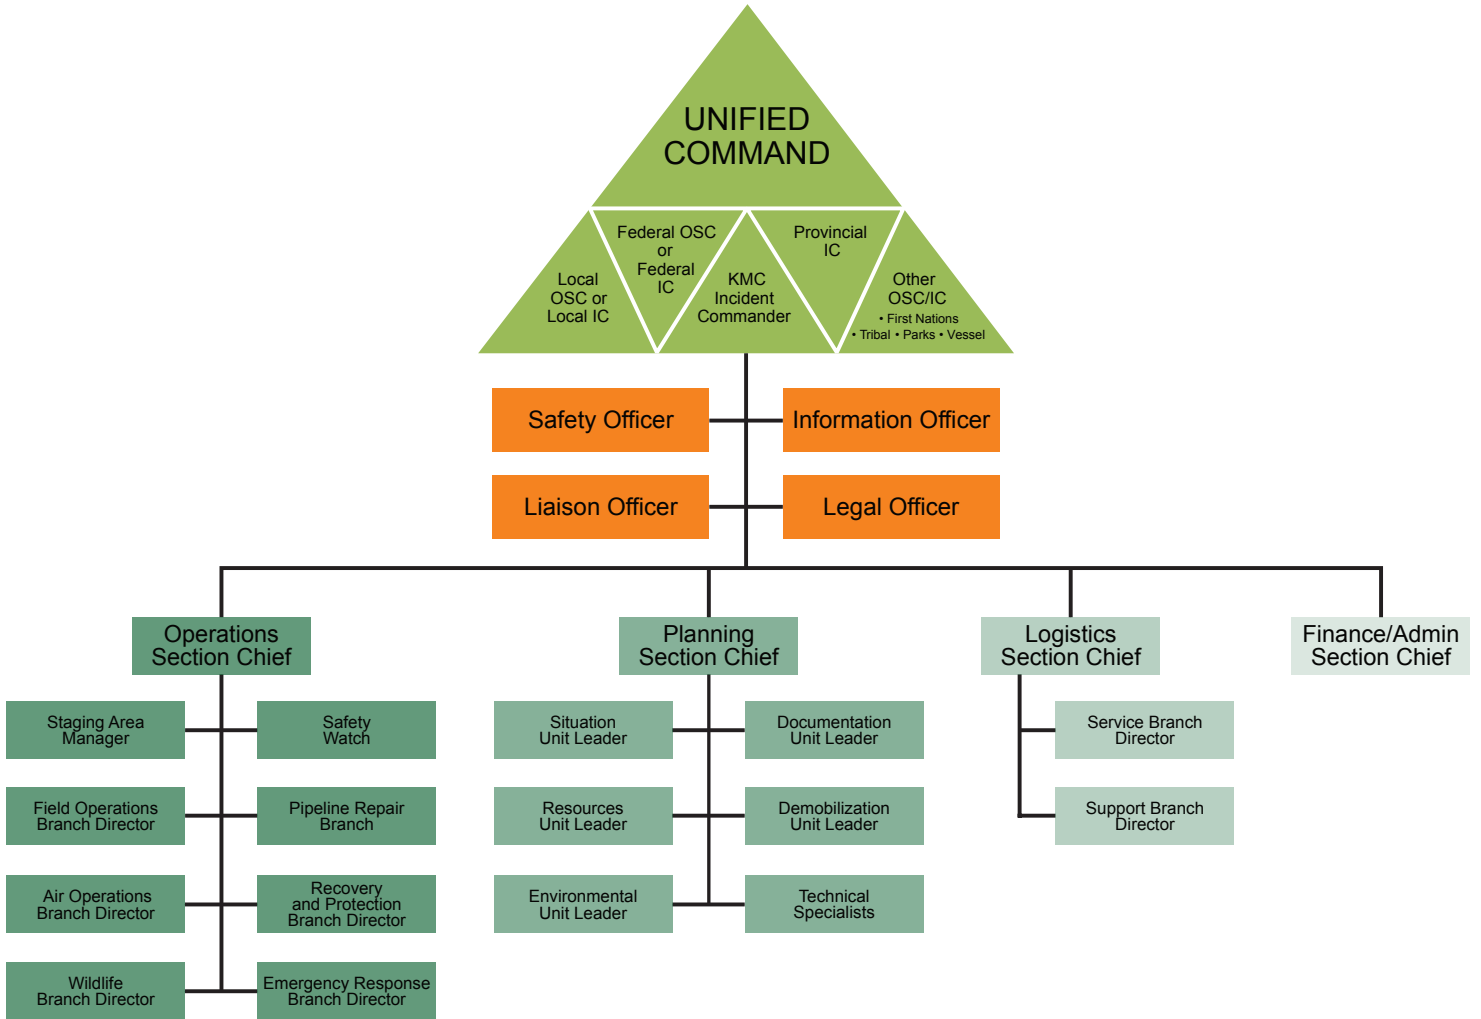 UNIFIED
COMMAND
Local
OSC or
Local IC
Federal OSC
or
Federal
IC
KMC
Incident
Commander
Provincial
IC
Other
OSC/IC
• First Nations
• Tribal • Parks • Vessel
Safety Officer
Information Officer
Liaison Officer
Legal Officer
Operations
Section Chief
Staging Area
Manager
Safety
Watch
Field Operations
Branch Director
Pipeline Repair
Branch
Air Operations
Branch Director
Recovery
and Protection
Branch Director
Wildlife
Branch Director
Emergency Response
Branch Director
Planning
Section Chief
Situation
Unit Leader
Documentation
Unit Leader
Resources
Unit Leader
Demobilization
Unit Leader
Environmental
Unit Leader
Technical
Specialists
Logistics
Section Chief
Service Branch
Director
Support Branch
Director
Finance/Admin
Section Chief